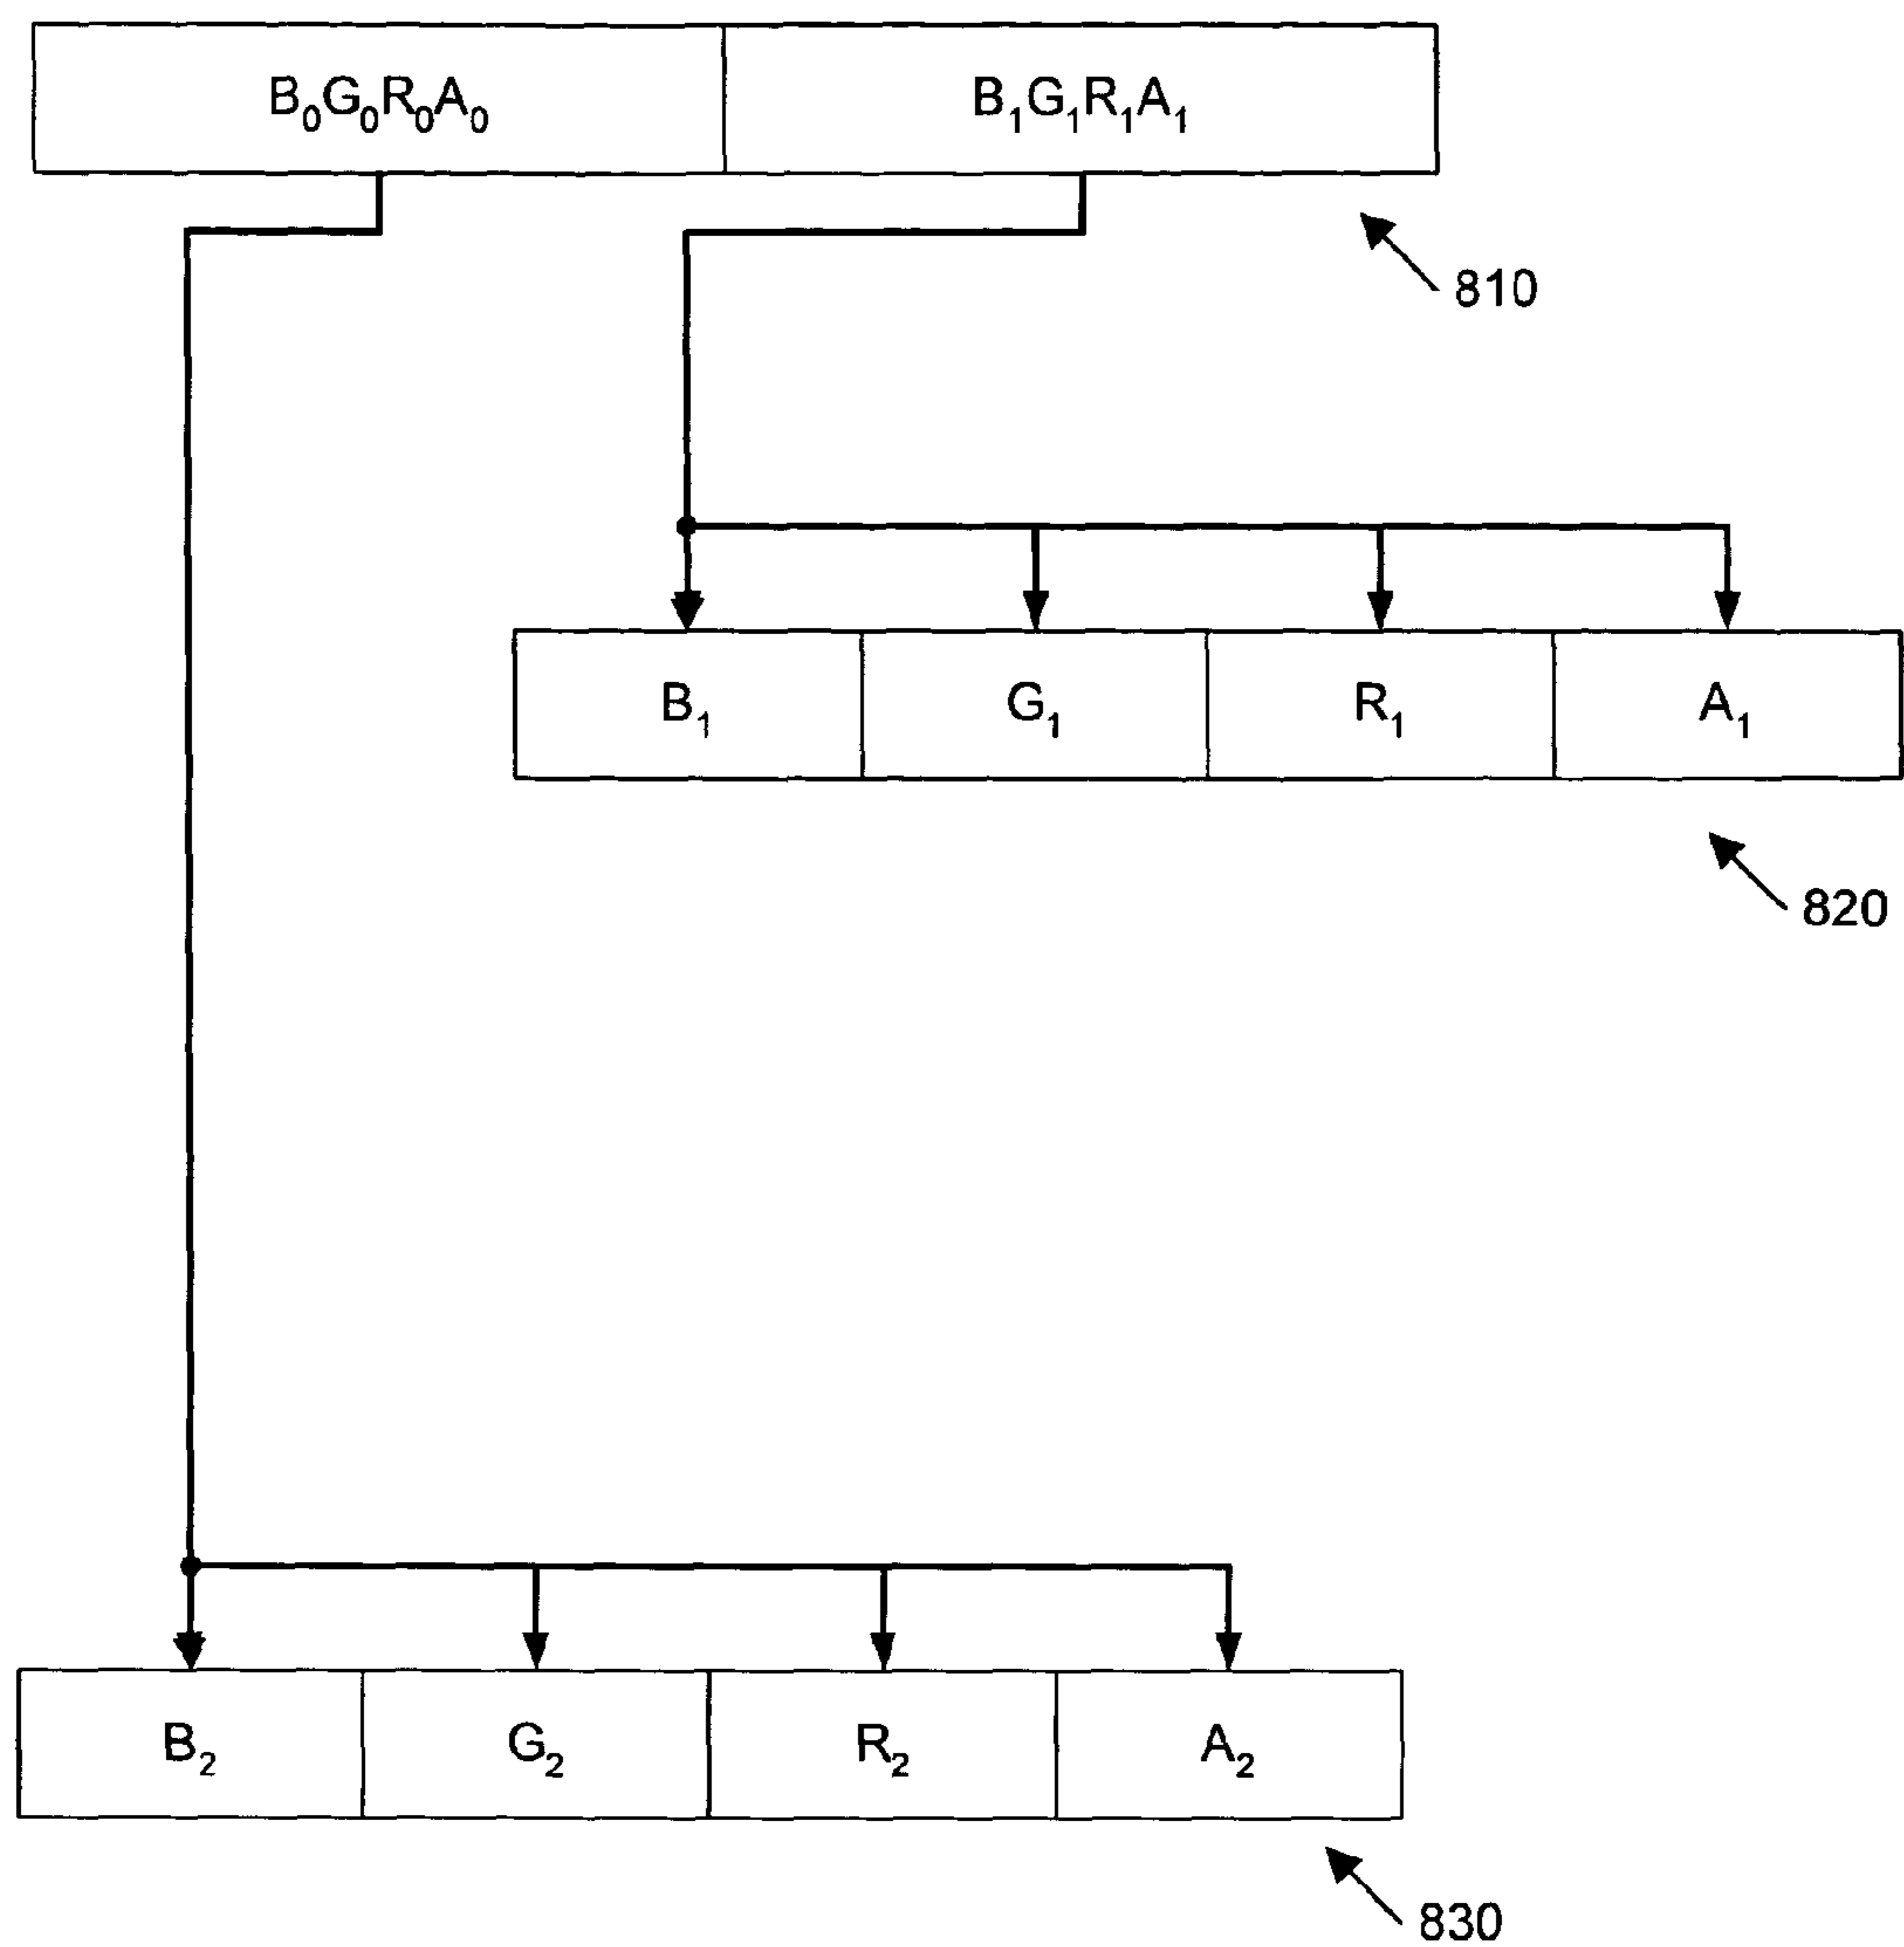 B₀G₀R₀A₀ B₁G₁R₁A₁
810
B₁ G₁ R₁ A₁
820
B₂ G₂ R₂ A₂
830